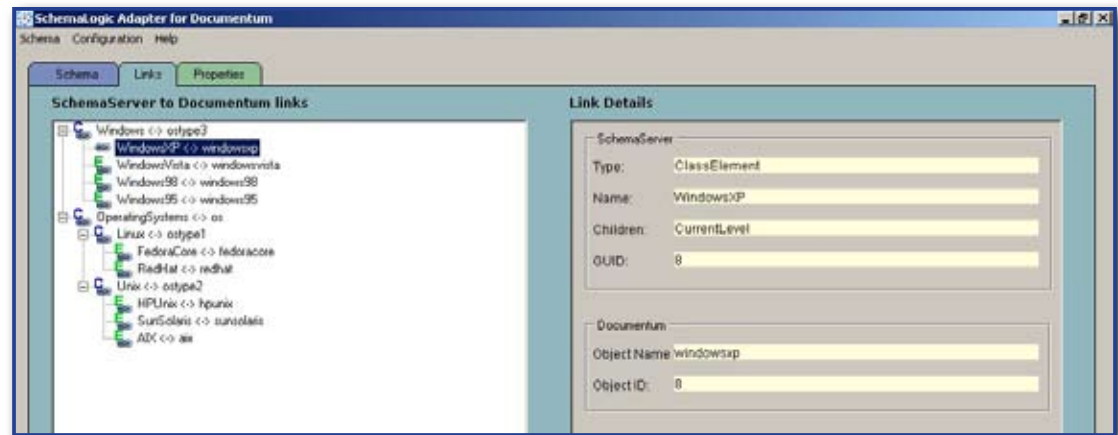 SchemaLogic Adapter for Documentum
Schema Configuration Help
Schema Links Properties
SchemaServer to Documentum links
Windows <-> ostype3
WindowsXP <-> windowsxp
WindowsVista <-> windowsvista
Windows98 <-> windows98
Windows95 <-> windows95
OperatingSystems <-> os
Linux <-> ostype1
FedoraCore <-> fedoracore
RedHat <-> redhat
Unix <-> ostype2
HPUnix <-> hpunix
SunSolaris <-> sunsolaris
AIX <-> aix
Link Details
SchemaServer
Type: ClassElement
Name: WindowsXP
Children: CurrentLevel
GUID: 8
Documentum
Object Name windowsxp
Object ID: 8